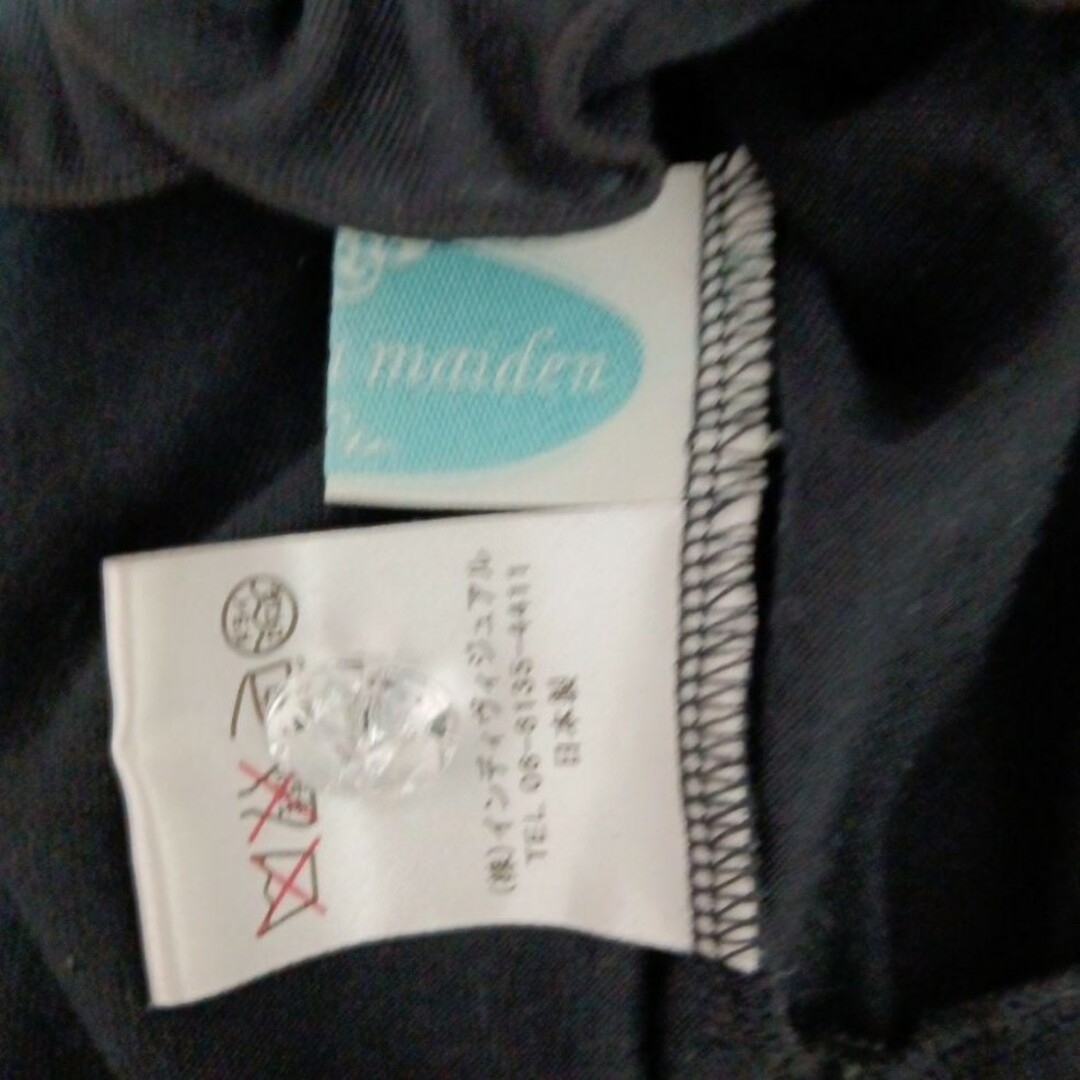 maiden
(株)インディヴィジュアル
TEL 06-6135-4411
日本製